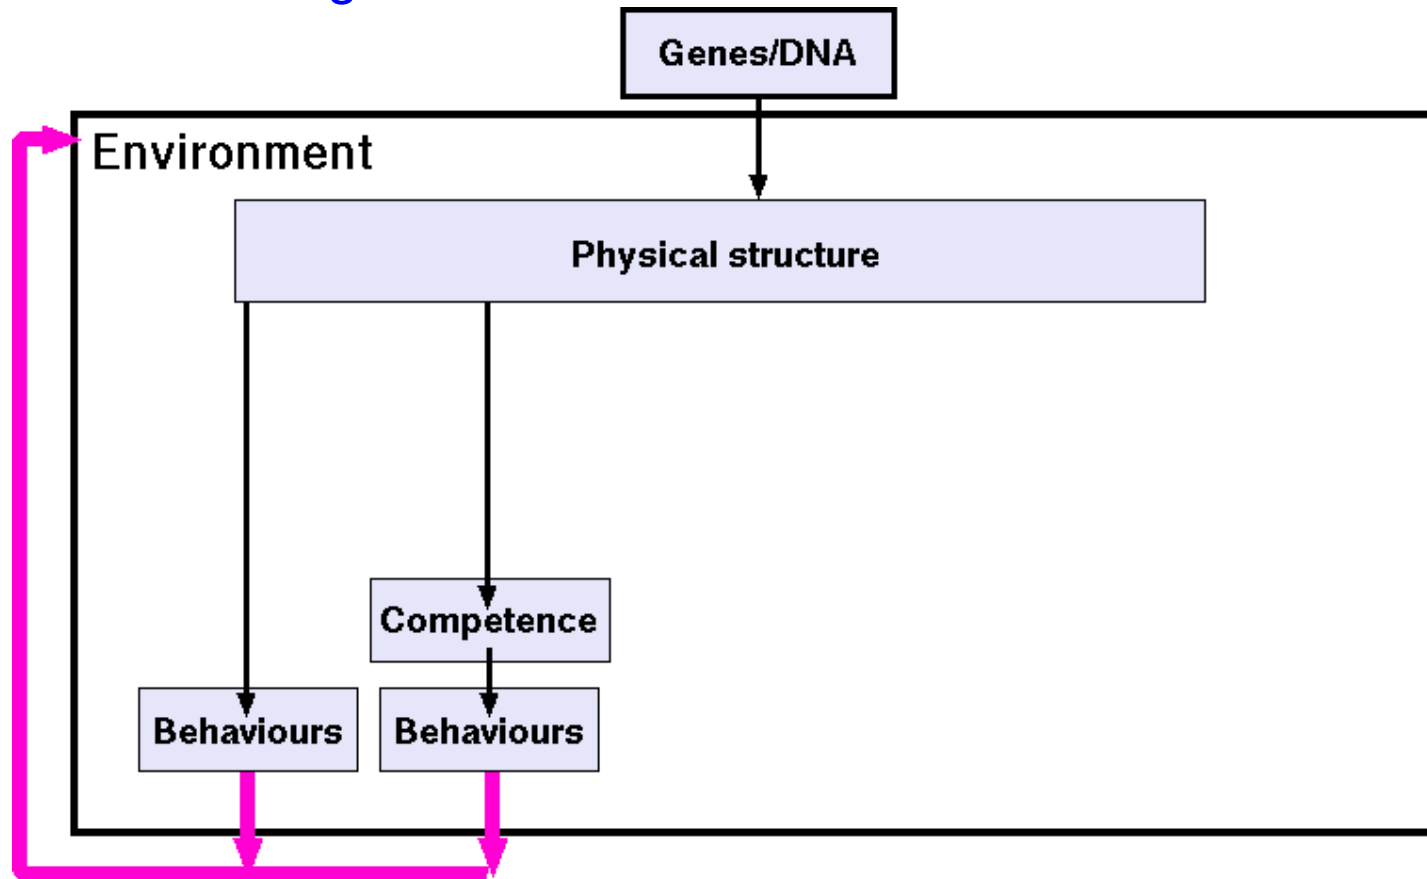 Genes/DNA
Environment
Physical structure
Competence
Behaviours
Behaviours